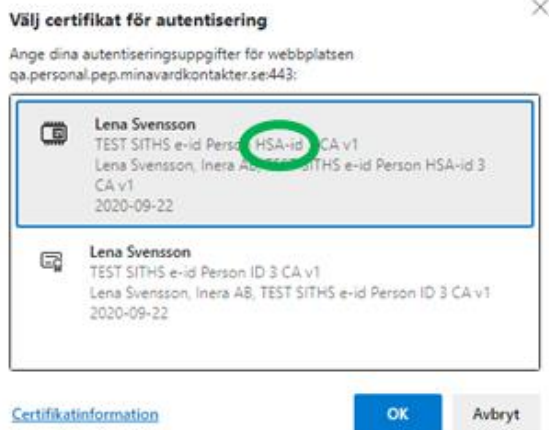 Välj certifikat för autentisering
Ange dina autentiseringsuppgifter för webbplatsen
qa.personal.pep.minavardkontakter.se:443:
Lena Svensson
TEST SITHS e-id Person HSA-id CA v1
Lena Svensson, Inera AB, TEST SITHS e-id Person HSA-id 3
CA v1
2020-09-22
Lena Svensson
TEST SITHS e-id Person ID 3 CA v1
Lena Svensson, Inera AB, TEST SITHS e-id Person ID 3 CA v1
2020-09-22
Certifikatinformation
OK
Avbryt